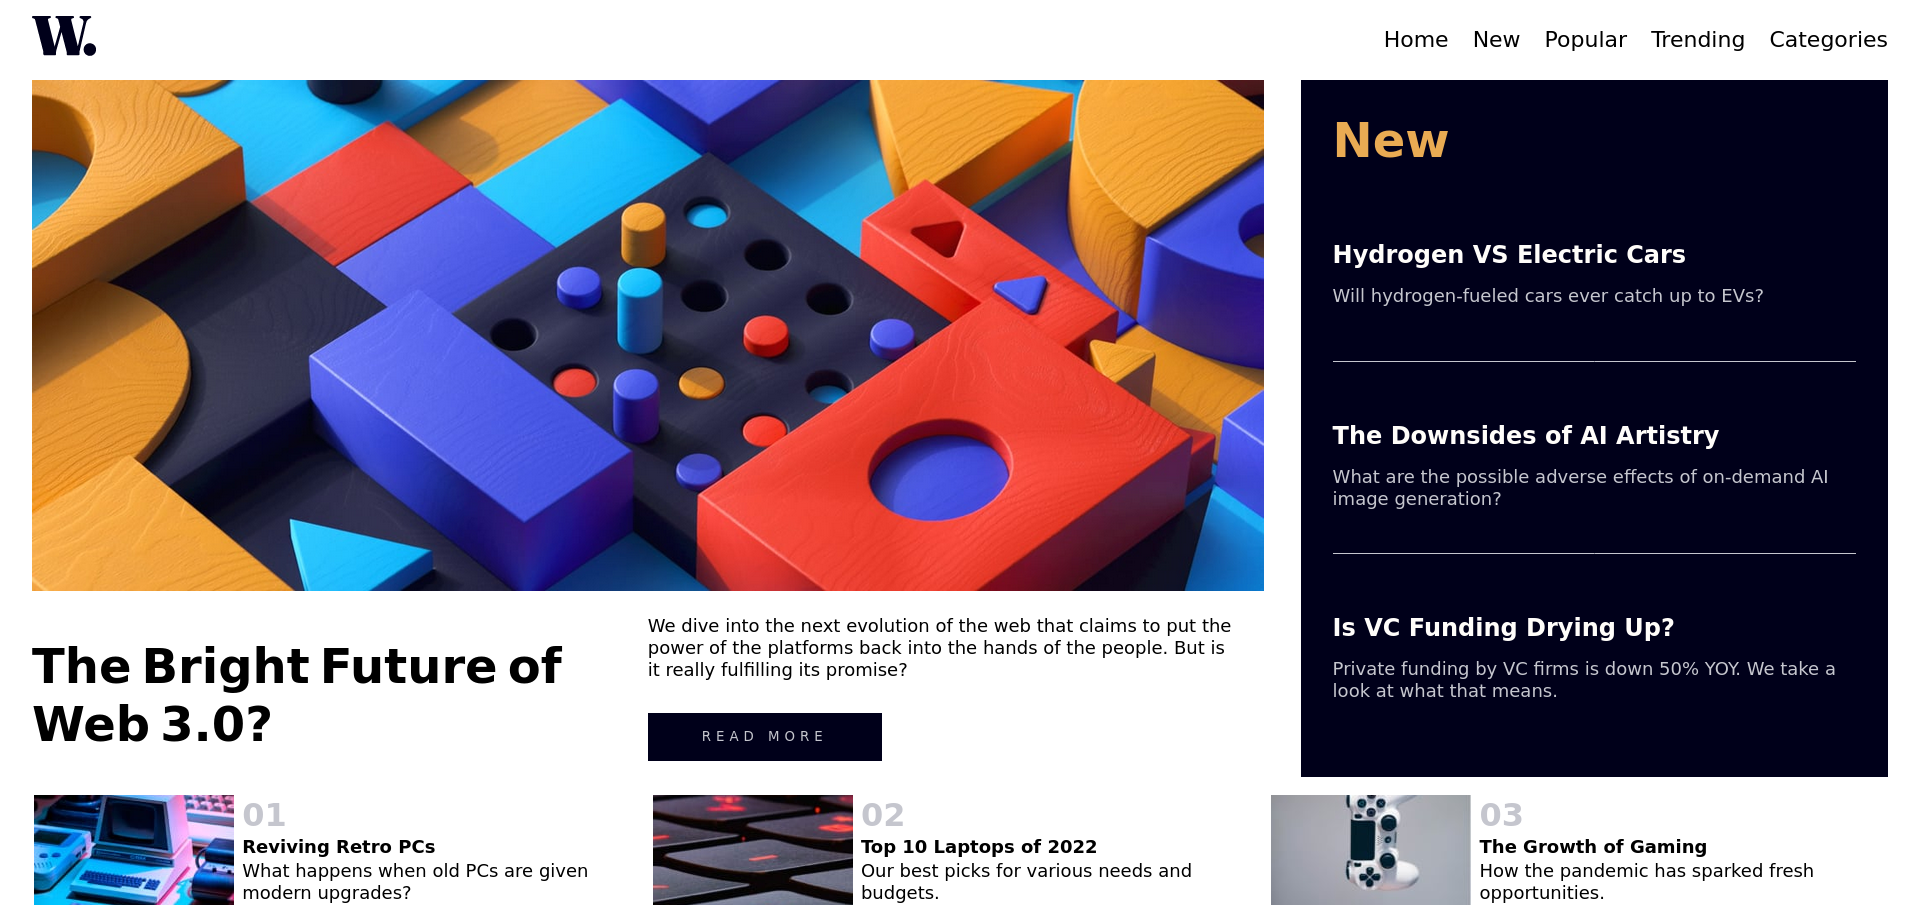 W.
Home New Popular Trending Categories
New
Hydrogen VS Electric Cars
Will hydrogen-fueled cars ever catch up to EVs?
The Downsides of AI Artistry
What are the possible adverse effects of on-demand AI
image generation?
Is VC Funding Drying Up?
Private funding by VC firms is down 50% YOY. We take a
look at what that means.
The Bright Future of
Web 3.0?
We dive into the next evolution of the web that claims to put the
power of the platforms back into the hands of the people. But is
it really fulfilling its promise?
READ MORE
01
Reviving Retro PCs
What happens when old PCs are given
modern upgrades?
02
Top 10 Laptops of 2022
Our best picks for various needs and
budgets.
03
The Growth of Gaming
How the pandemic has sparked fresh
opportunities.